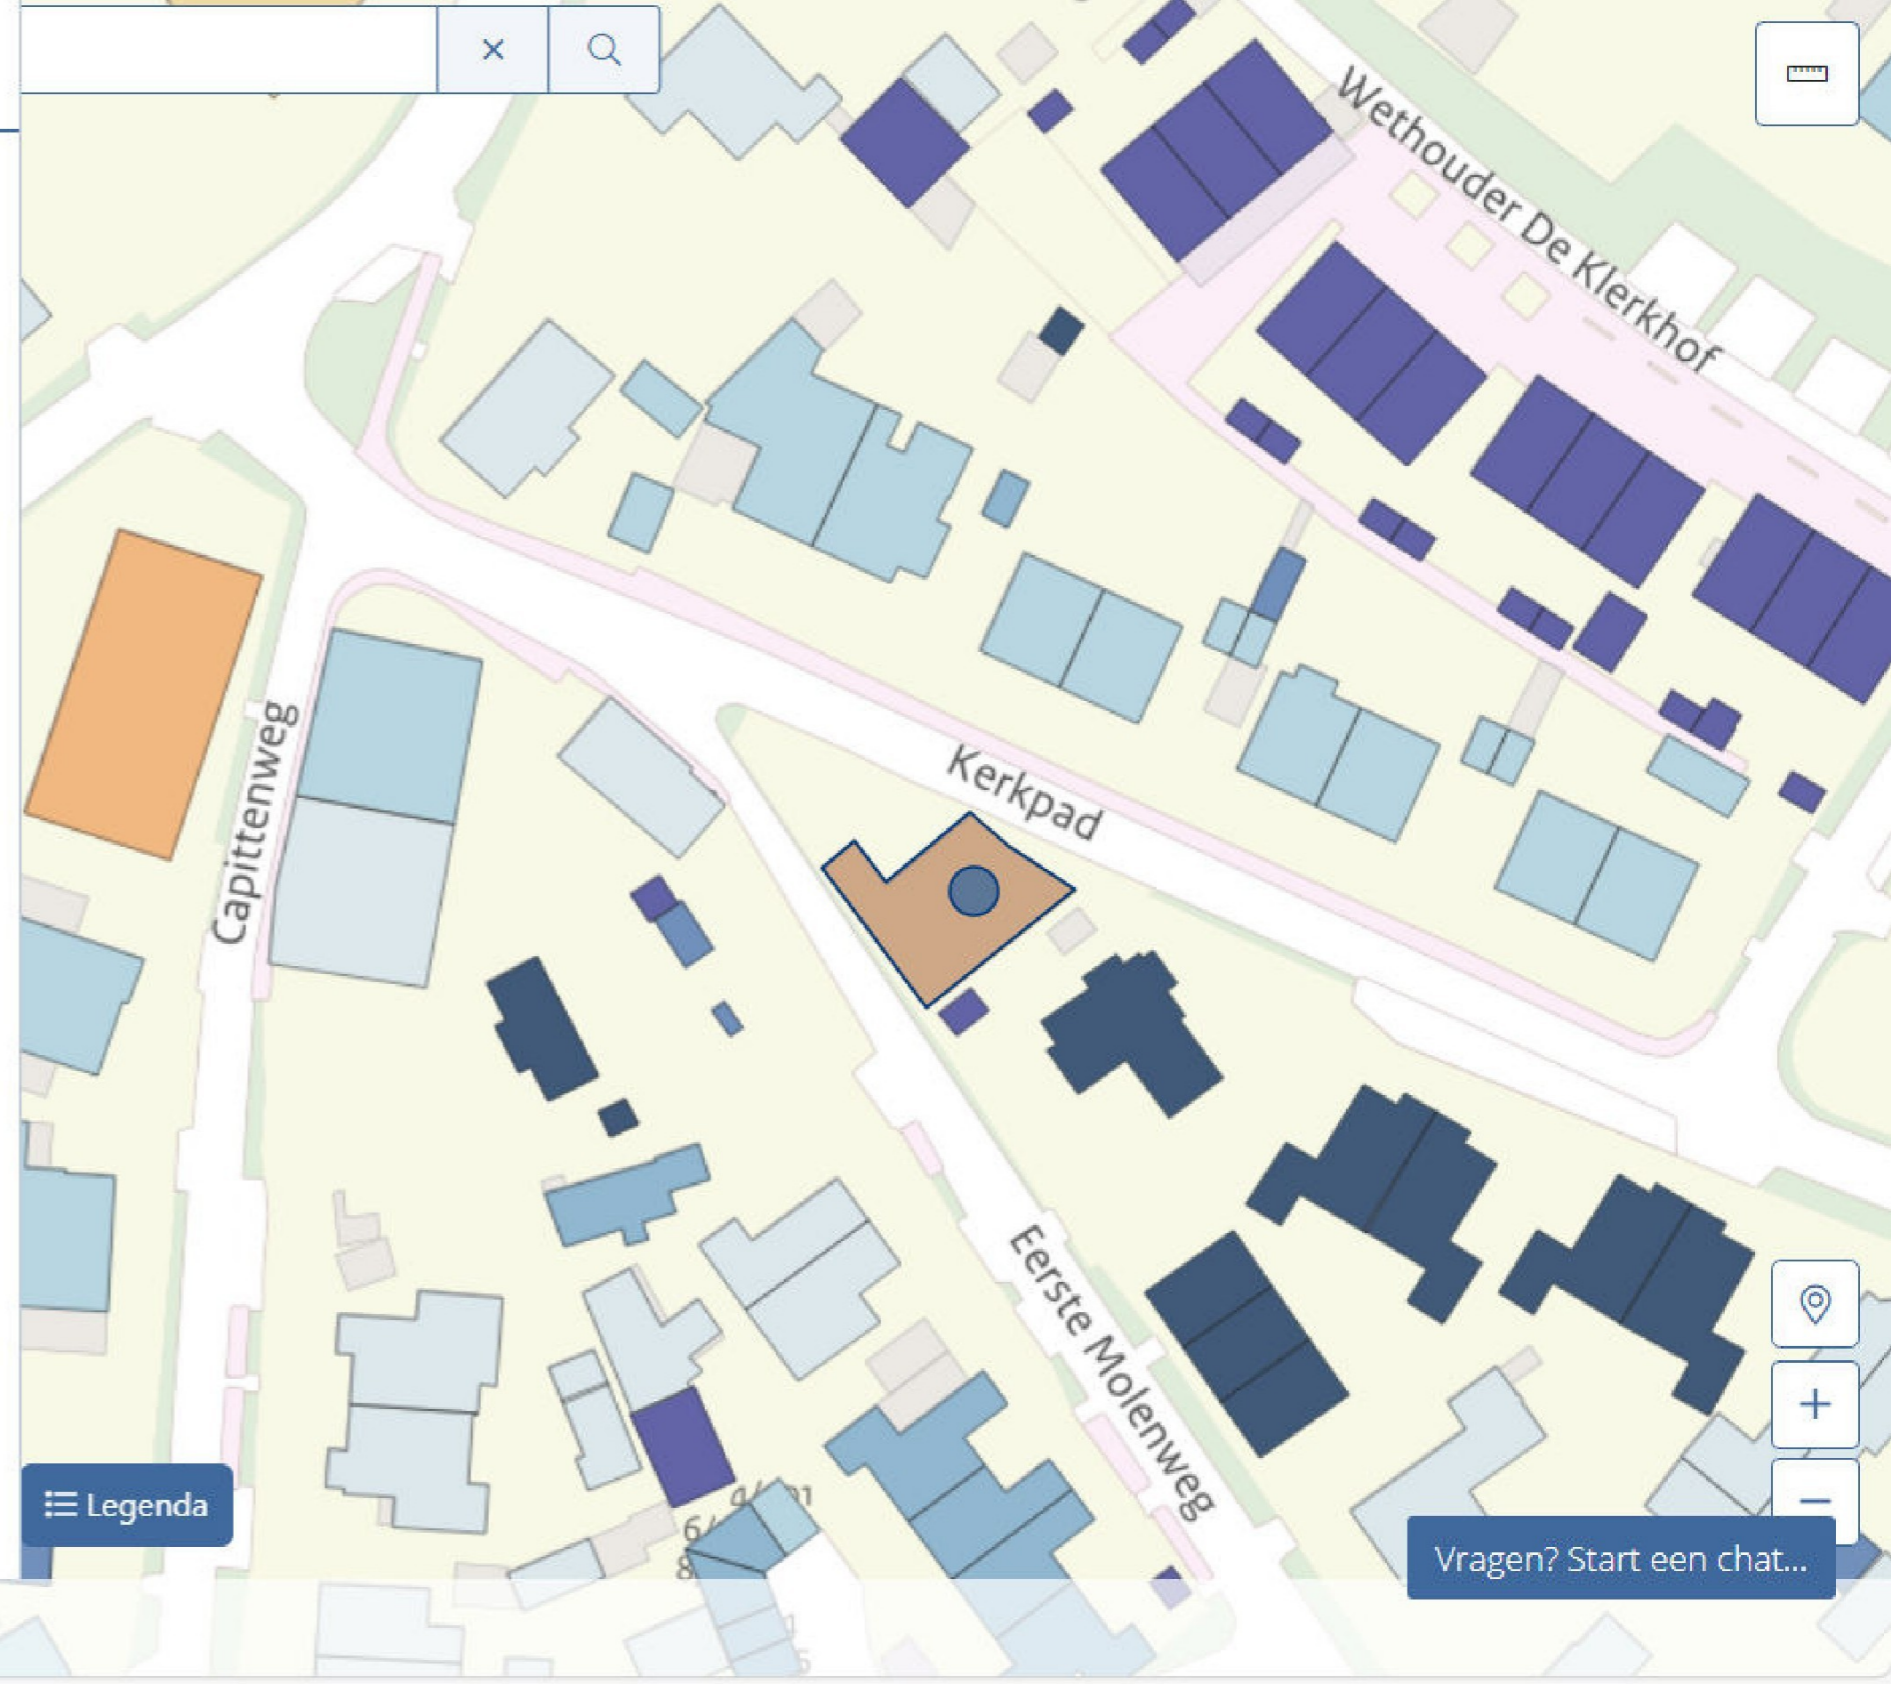 Wethouder De Klerkhof
Capittenweg
Kerkpad
Eerste Molenweg
Legenda
Vragen? Start een chat...